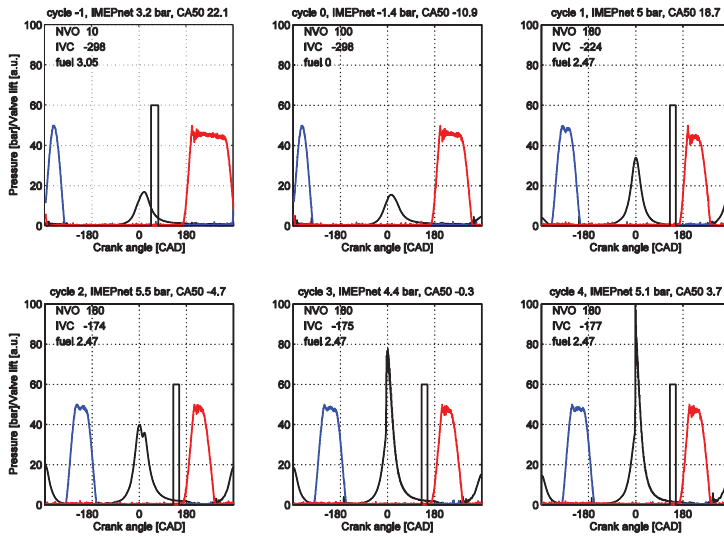 cycle -1, IMEPnet 3.2 bar, CA50 22.1
cycle 0, IMEPnet -1.4 bar, CA50 -10.9
cycle 1, IMEPnet 5 bar, CA50 18.7
100
80
60
40
20
0
NVO 10
IVC -298
fuel 3.05
100
80
60
40
20
0
NVO 100
IVC -298
fuel 0
100
80
60
40
20
0
NVO 180
IVC -224
fuel 2.47
Pressure [bar]/Valve lift [a.u.]
-180 0 180
-180 0 180
-180 0 180
Crank angle [CAD]
Crank angle [CAD]
Crank angle [CAD]
cycle 2, IMEPnet 5.5 bar, CA50 -4.7
cycle 3, IMEPnet 4.4 bar, CA50 -0.3
cycle 4, IMEPnet 5.1 bar, CA50 3.7
100
80
60
40
20
0
NVO 180
IVC -174
fuel 2.47
100
80
60
40
20
0
NVO 180
IVC -175
fuel 2.47
100
80
60
40
20
0
NVO 180
IVC -177
fuel 2.47
Pressure [bar]/Valve lift [a.u.]
-180 0 180
-180 0 180
-180 0 180
Crank angle [CAD]
Crank angle [CAD]
Crank angle [CAD]